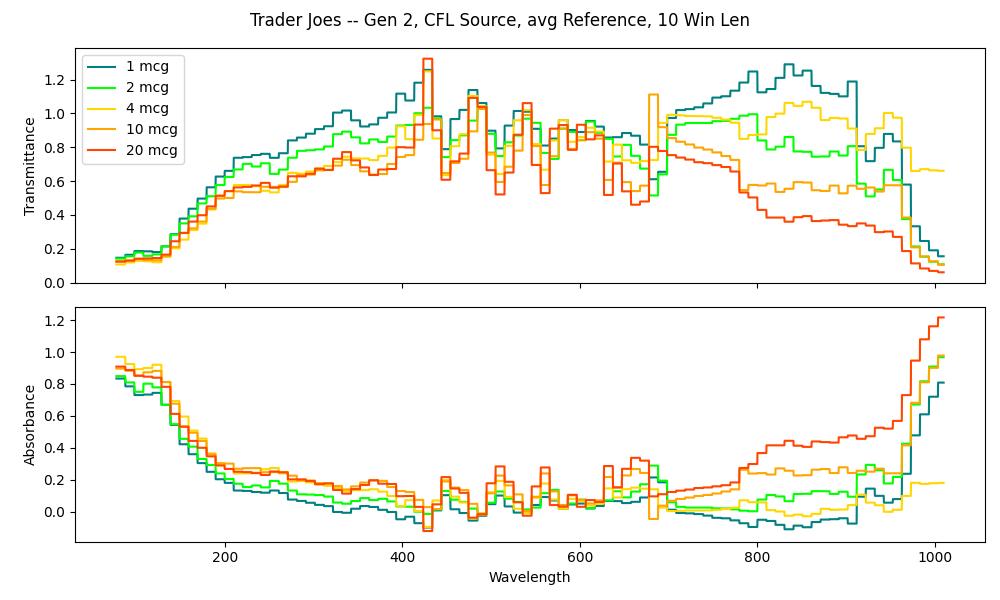 Trader Joes -- Gen 2, CFL Source, avg Reference, 10 Win Len
Transmittance
1.2
1.0
0.8
0.6
0.4
0.2
0.0
1 mcg
2 mcg
4 mcg
10 mcg
20 mcg
Absorbance
1.2
1.0
0.8
0.6
0.4
0.2
0.0
200 400 600 800 1000
Wavelength